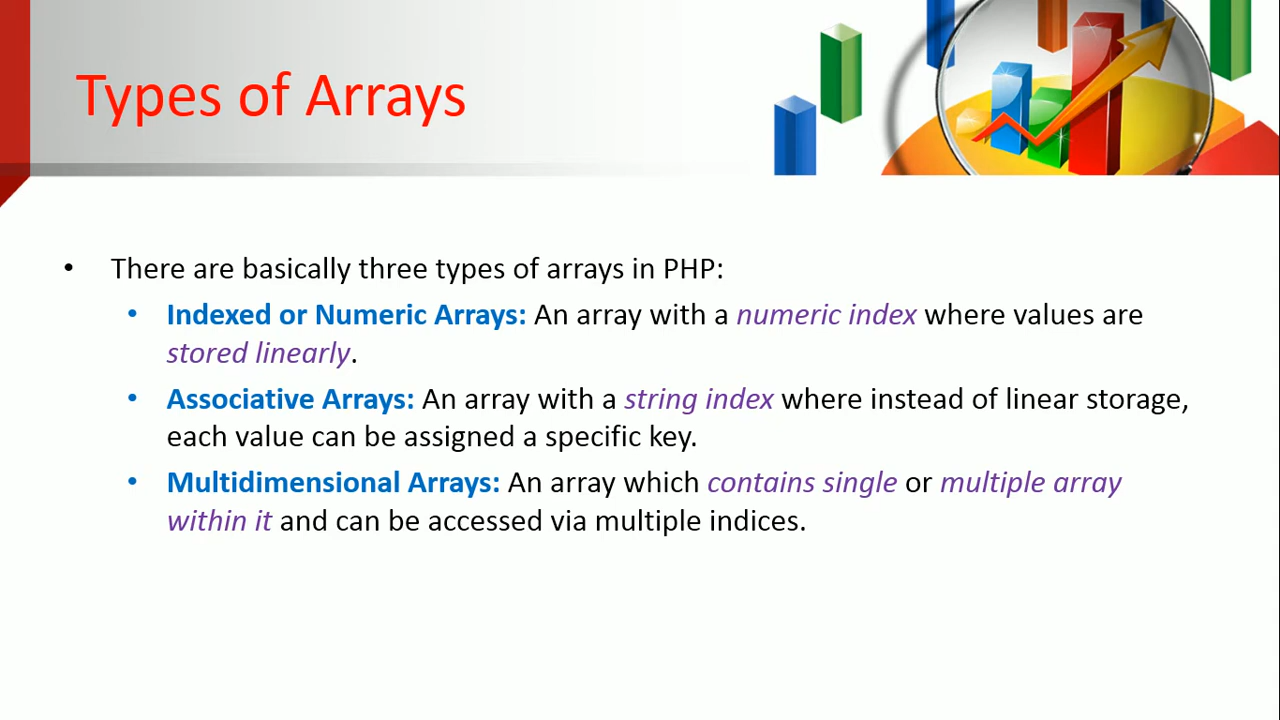 Types of Arrays
• There are basically three types of arrays in PHP:
• Indexed or Numeric Arrays: An array with a numeric index where values are
stored linearly.
• Associative Arrays: An array with a string index where instead of linear storage,
each value can be assigned a specific key.
• Multidimensional Arrays: An array which contains single or multiple array
within it and can be accessed via multiple indices.